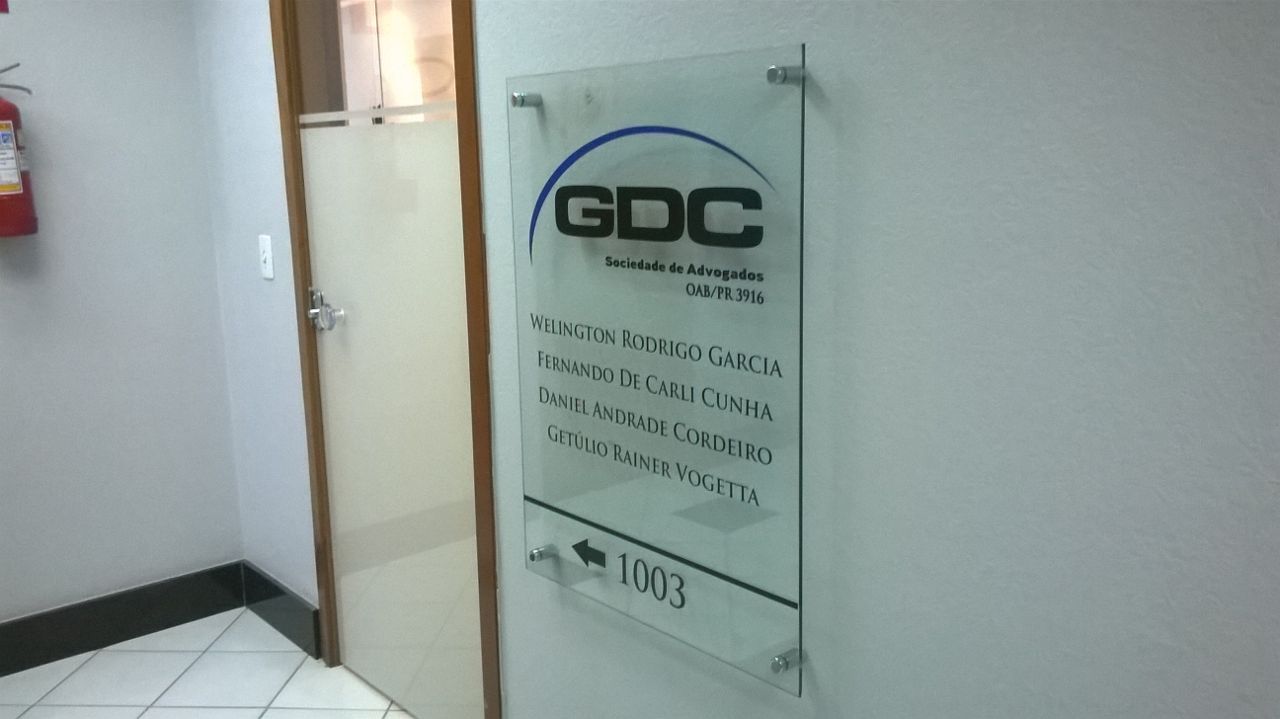 GDC
Sociedade de Advogados
OAB/PR 3916
WELINGTON RODRIGO GARCIA
FERNANDO DE CARLI CUNHA
DANIEL ANDRADE CORDEIRO
GETÚLIO RAINER VOGETTA
1003